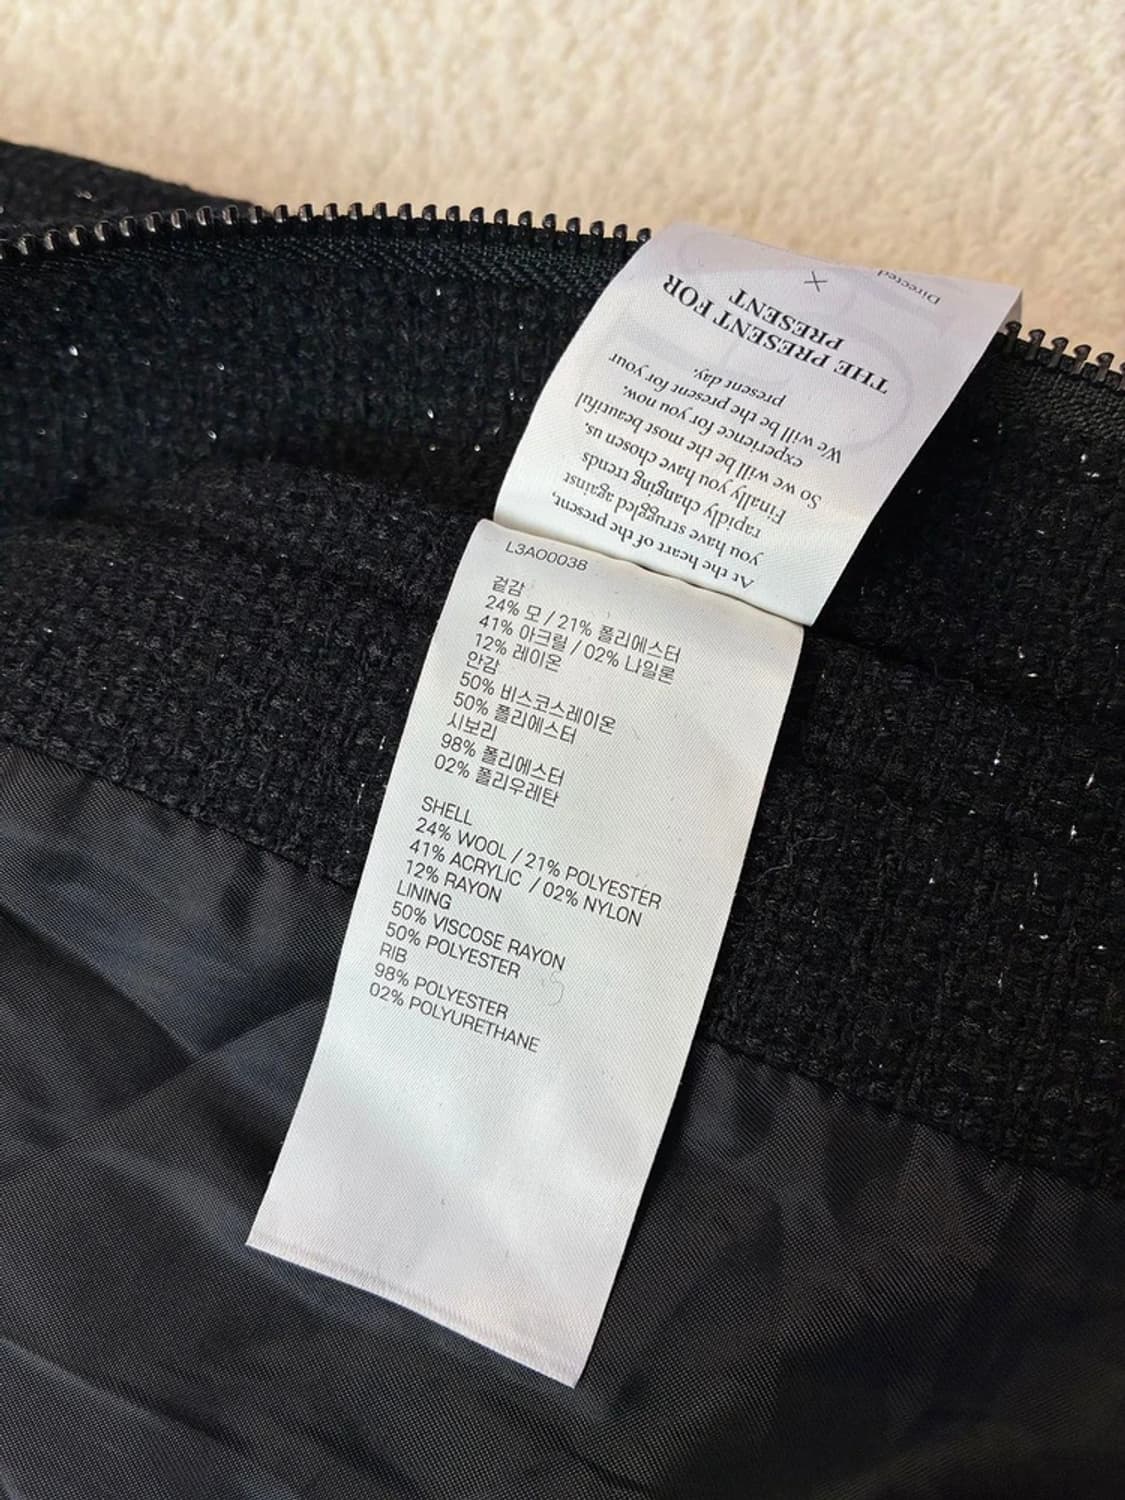 Directed
X
THE PRESENT FOR
PRESENT
At the heart of the present,
you have struggled against
rapidly changing trends
Finally you have chosen us.
So we will be the most beautiful
experience for you now.
We will be the present for your
present day.
L3AO0038
겉감
24% 모 / 21% 폴리에스터
41% 아크릴 / 02% 나일론
12% 레이온
안감
50% 비스코스레이온
50% 폴리에스터
시보리
98% 폴리에스터
02% 폴리우레탄
SHELL
24% WOOL / 21% POLYESTER
41% ACRYLIC / 02% NYLON
12% RAYON
LINING
50% VISCOSE RAYON
50% POLYESTER
RIB
98% POLYESTER
02% POLYURETHANE